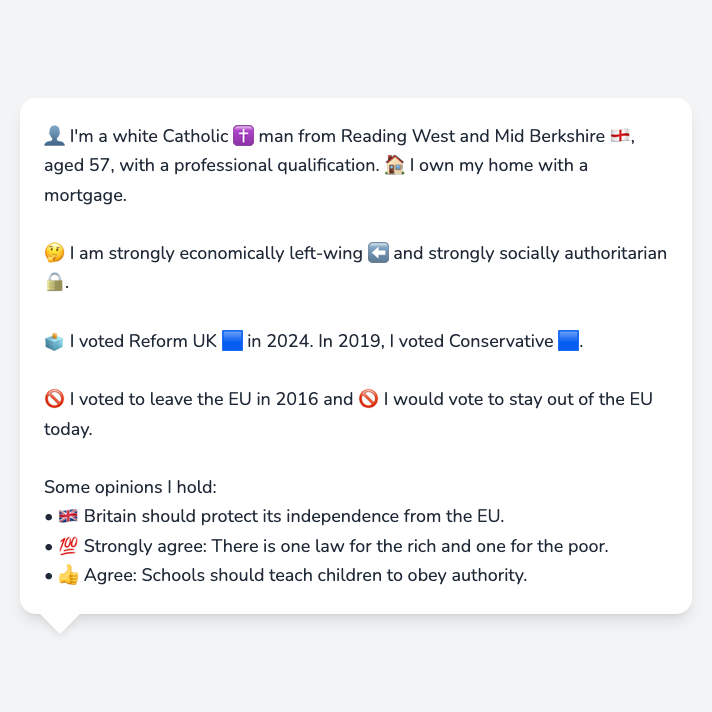 👤 I'm a white Catholic ✝️ man from Reading West and Mid Berkshire 🏴󠁧󠁢󠁥󠁮󠁧󠁿,
aged 57, with a professional qualification. 🏠 I own my home with a
mortgage.
🤔 I am strongly economically left-wing ⬅️ and strongly socially authoritarian
🔒.
🗳️ I voted Reform UK 🟦 in 2024. In 2019, I voted Conservative 🟦.
🚫 I voted to leave the EU in 2016 and 🚫 I would vote to stay out of the EU
today.
Some opinions I hold:
• 🇬🇧 Britain should protect its independence from the EU.
• 💯 Strongly agree: There is one law for the rich and one for the poor.
• 👍 Agree: Schools should teach children to obey authority.